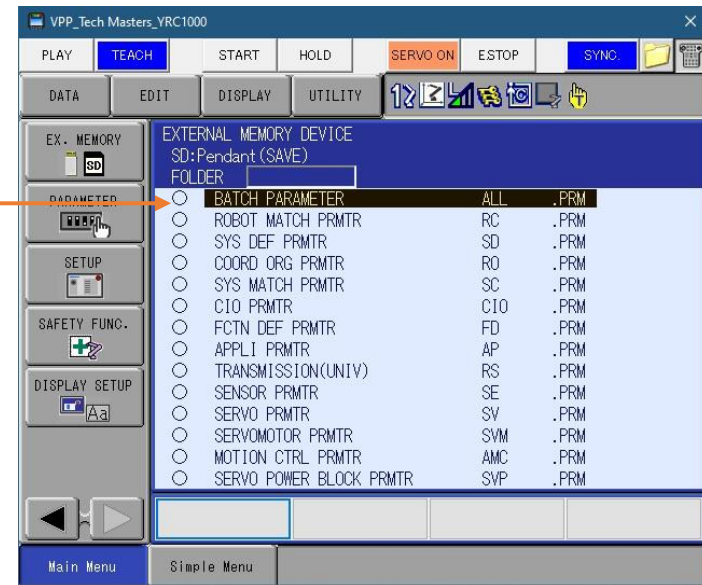 VPP_Tech Masters_YRC1000
PLAY TEACH START HOLD SERVO ON E.STOP SYNC.
DATA EDIT DISPLAY UTILITY
EX. MEMORY
SD
PARAMETER
SETUP
SAFETY FUNC.
DISPLAY SETUP
Aa
EXTERNAL MEMORY DEVICE
SD:Pendant(SAVE)
FOLDER
BATCH PARAMETER ALL .PRM
ROBOT MATCH PRMTR RC .PRM
SYS DEF PRMTR SD .PRM
COORD ORG PRMTR RO .PRM
SYS MATCH PRMTR SC .PRM
CIO PRMTR CIO .PRM
FCTN DEF PRMTR FD .PRM
APPLI PRMTR AP .PRM
TRANSMISSION(UNIV) RS .PRM
SENSOR PRMTR SE .PRM
SERVO PRMTR SV .PRM
SERVOMOTOR PRMTR SVM .PRM
MOTION CTRL PRMTR AMC .PRM
SERVO POWER BLOCK PRMTR SVP .PRM
Main Menu Simple Menu